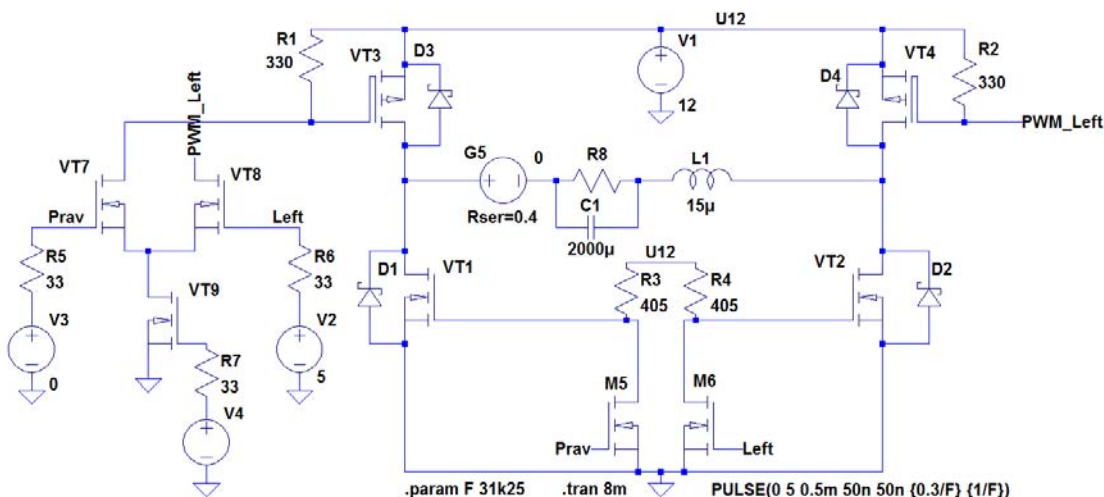 U12
R1
330
VT3
D3
V1
12
D4
VT4
R2
330
PWM_Left
PWM_Left
G5
0
R8
L1
15µ
Rser=0.4
C1
2000µ
VT7
VT8
Prav
Left
R5
33
R6
33
VT9
V3
0
V2
5
R7
33
V4
D1
VT1
U12
R3
405
R4
405
VT2
D2
M5
M6
Prav
Left
.param F 31k25
.tran 8m
PULSE(0 5 0.5m 50n 50n {0.3/F} {1/F})